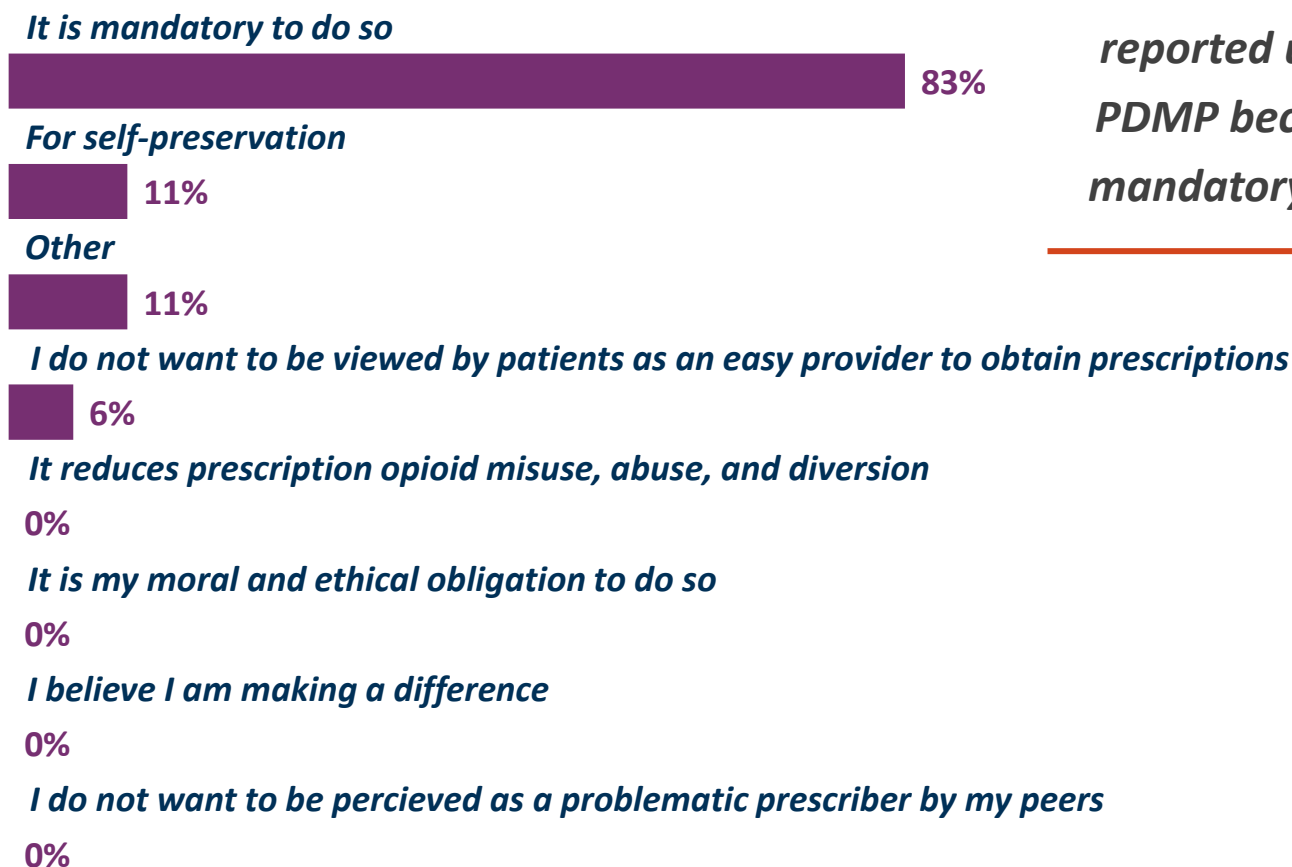 It is mandatory to do so
83%
For self-preservation
11%
Other
11%
I do not want to be viewed by patients as an easy provider to obtain prescriptions
6%
It reduces prescription opioid misuse, abuse, and diversion
0%
It is my moral and ethical obligation to do so
0%
I believe I am making a difference
0%
I do not want to be percieved as a problematic prescriber by my peers
0%
reported
PDMP
mandatory